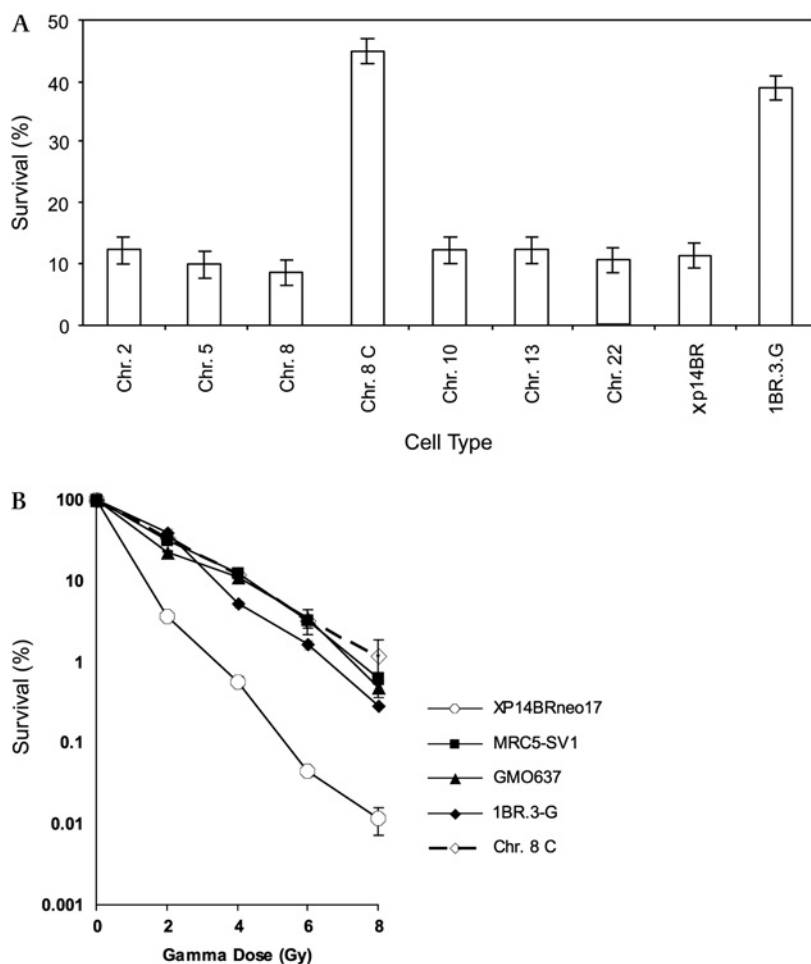 A
50
40
30
20
10
0
Survival (%)
Chr. 2
Chr. 5
Chr. 8
Chr. 8 C
Chr. 10
Chr. 13
Chr. 22
Xp14BR
1BR.3.G
Cell Type
B
100
10
1
0.1
0.01
0.001
Survival (%)
0 2 4 6 8
Gamma Dose (Gy)
XP14BRneo17
MRC5-SV1
GMO637
1BR.3-G
Chr. 8 C